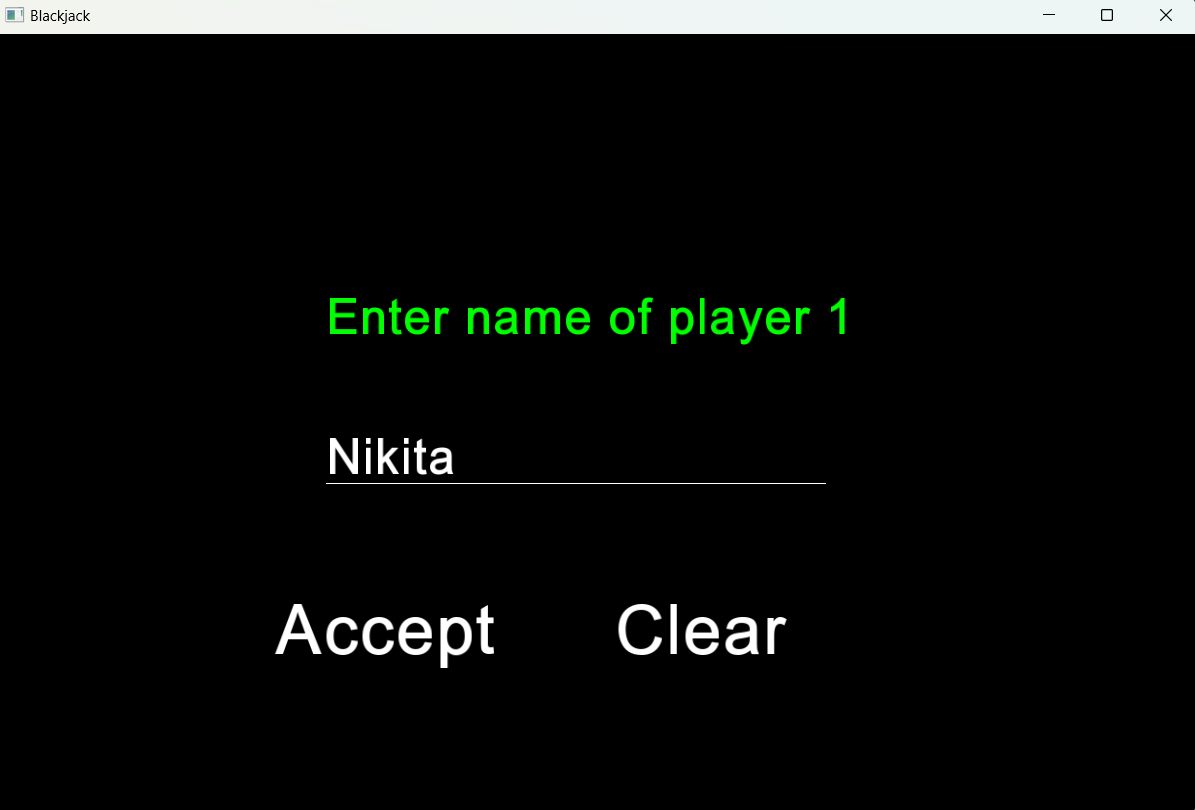 Blackjack
Enter name of player 1
Nikita
Accept Clear